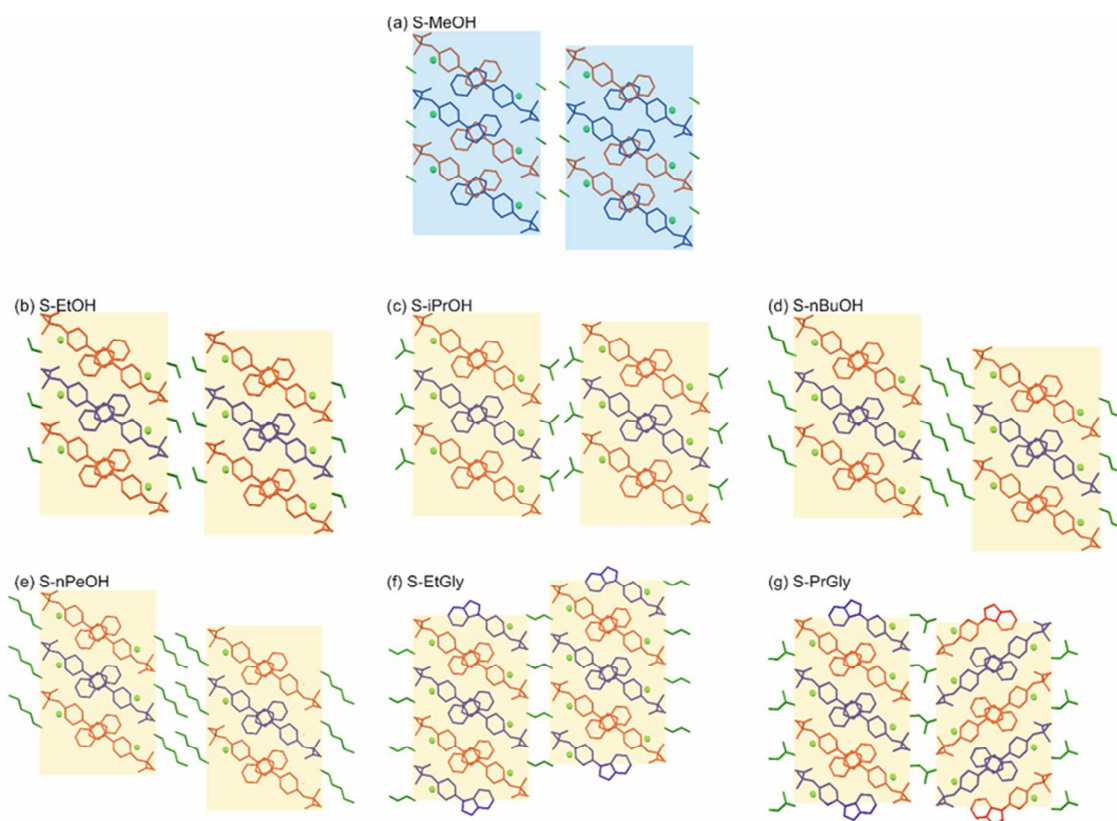 (a) S-MeOH
(b) S-EtOH
(c) S-iPrOH
(d) S-nBuOH
(e) S-nPeOH
(f) S-EtGly
(g) S-PrGly